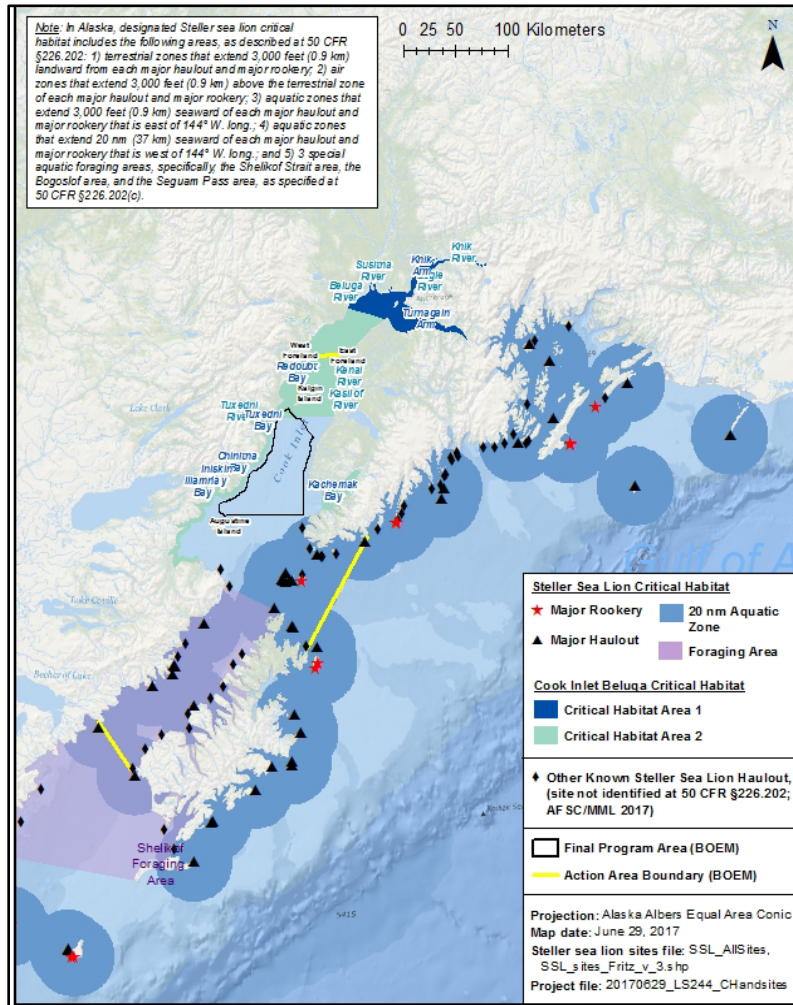 Note: In Alaska, designated Steller sea lion critical
habitat includes the following areas, as described at 50 CFR
§226.202: 1) terrestrial zones that extend 3,000 feet (0.9 km)
landward from each major haulout and major rookery; 2) air
zones that extend 3,000 feet (0.9 km) above the terrestrial zone
of each major haulout and major rookery; 3) aquatic zones that
extend 3,000 feet (0.9 km) seaward of each major haulout and
major rookery that is east of 144° W. long.; 4) aquatic zones
that extend 20 nm (37 km) seaward of each major haulout and
major rookery that is west of 144° W. long.; and 5) 3 special
aquatic foraging areas, specifically, the Shelikof Strait area, the
Bogoslof area, and the Seguam Pass area, as specified at
50 CFR §226.202(c).
0 25 50 100 Kilometers
N
Knik
River
Knik
Arm
Eagle
River
Susitna
River
Beluga
River
Turnagain
Arm
West
Foreland
East
Foreland
Redoubt
Bay
Kenai
River
Kalgin
Island
Kasilof
River
Lake Clark
Tuxedni
River
Tuxedni
Bay
Cook Inlet
Chinitna
Bay
Iniskin
Bay
Iliamna
Bay
Kachemak
Bay
Augustine
Island
Gulf of A
Becharof Lake
Shelikof
Foraging
Area
5415
Steller Sea Lion Critical Habitat
Major Rookery
Major Haulout
20 nm Aquatic
Zone
Foraging Area
Cook Inlet Beluga Critical Habitat
Critical Habitat Area 1
Critical Habitat Area 2
Other Known Steller Sea Lion Haulout,
(site not identified at 50 CFR §226.202;
AFSC/MML 2017)
Final Program Area (BOEM)
Action Area Boundary (BOEM)
Projection: Alaska Albers Equal Area Conic
Map date: June 29, 2017
Steller sea lion sites file: SSL_AllSites,
SSL_sites_Fritz_v_3.shp
Project file: 20170629_LS244_CHandsites